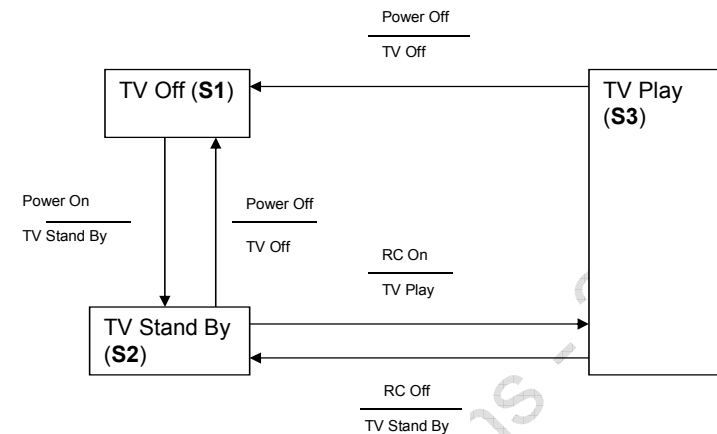 Power Off
TV Off
TV Off (S1)
TV Play
(S3)
Power On
TV Stand By
Power Off
TV Off
RC On
TV Play
TV Stand By
(S2)
RC Off
TV Stand By